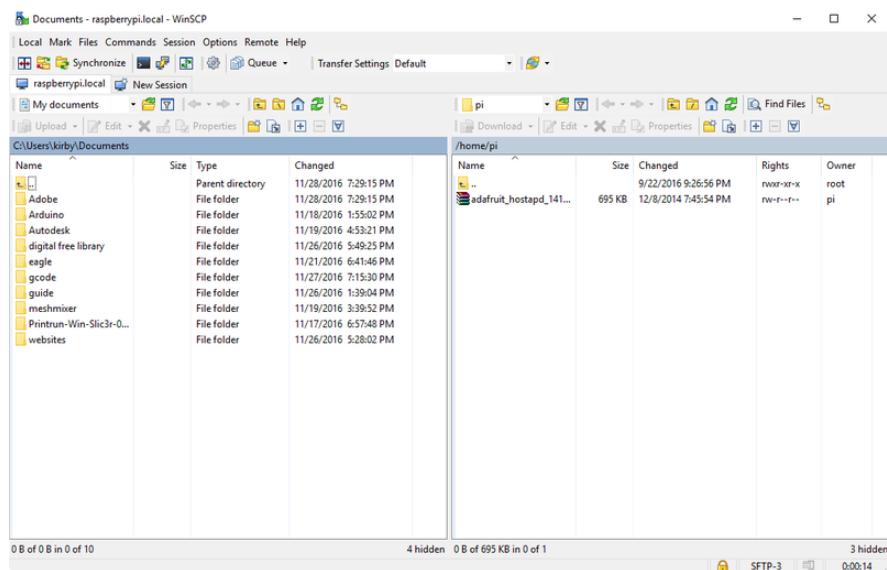 Documents - raspberrypi.local - WinSCP
Local Mark Files Commands Session Options Remote Help
Synchronize Queue Transfer Settings Default
raspberrypi.local New Session
My documents
Upload Edit Properties
C:\Users\kirby\Documents
Name Size Type Changed
.. Parent directory 11/28/2016 7:29:15 PM
Adobe File folder 11/28/2016 7:29:15 PM
Arduino File folder 11/18/2016 1:55:02 PM
Autodesk File folder 11/19/2016 4:53:21 PM
digital free library File folder 11/26/2016 5:49:25 PM
eagle File folder 11/21/2016 6:41:46 PM
gcode File folder 11/27/2016 7:15:30 PM
guide File folder 11/26/2016 1:39:04 PM
meshmixer File folder 11/19/2016 3:39:52 PM
Printrun-Win-Slic3r-0... File folder 11/17/2016 6:57:48 PM
websites File folder 11/26/2016 5:28:02 PM
0 B of 0 B in 0 of 10 4 hidden
pi Find Files
Download Edit Properties
/home/pi
Name Size Changed Rights Owner
.. 9/22/2016 9:26:56 PM rwxr-xr-x root
adafruit_hostapd_141... 695 KB 12/8/2014 7:45:54 PM rw-r--r-- pi
0 B of 695 KB in 0 of 1 3 hidden
SFTP-3 0:00:14